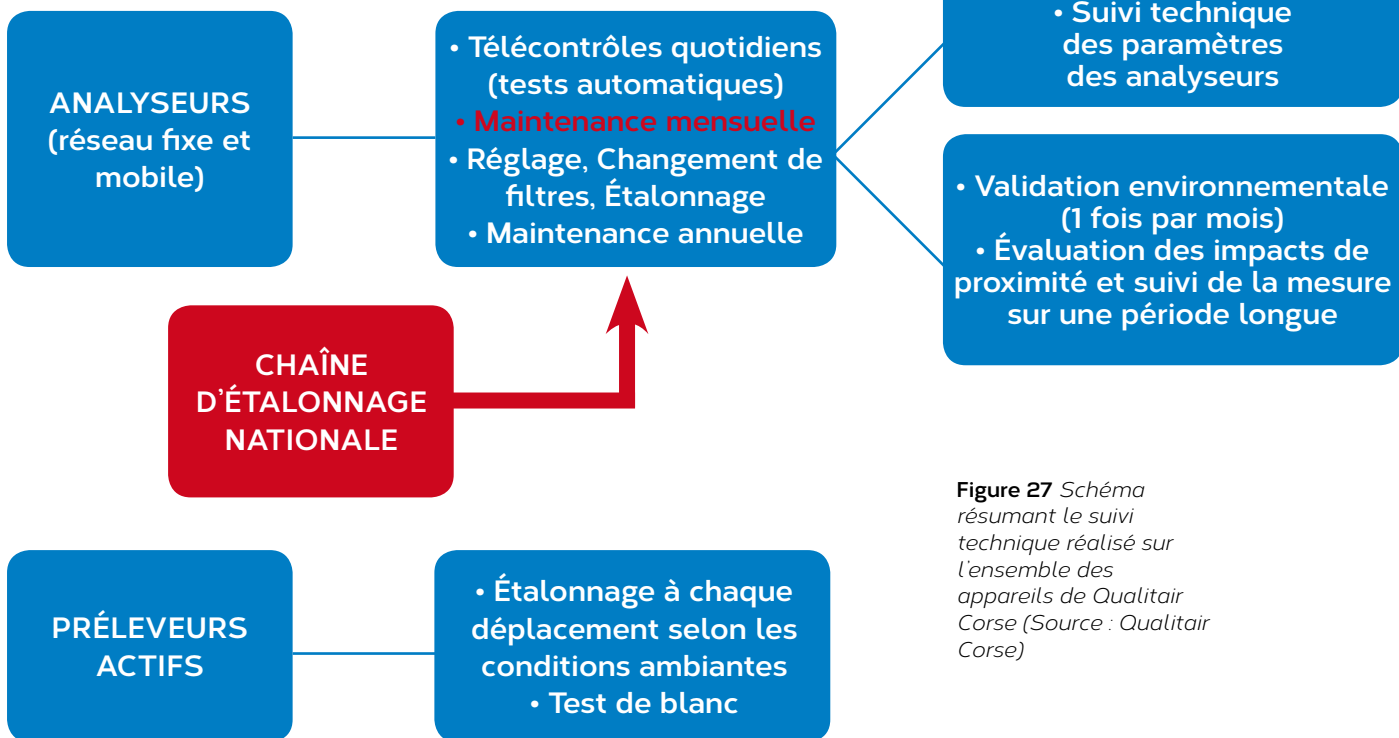 ANALYSEURS
(réseau fixe et
mobile)
• Télécontrôles quotidiens
(tests automatiques)
• Maintenance mensuelle
• Réglage, Changement de
filtres, Étalonnage
• Maintenance annuelle
• Suivi technique
des paramètres
des analyseurs
• Validation environnementale
(1 fois par mois)
• Évaluation des impacts de
proximité et suivi de la mesure
sur une période longue
CHAÎNE
D'ÉTALONNAGE
NATIONALE
PRÉLEVEURS
ACTIFS
• Étalonnage à chaque
déplacement selon les
conditions ambiantes
• Test de blanc
Figure 27 Schéma
résumant le suivi
technique réalisé sur
l'ensemble des
appareils de Qualitair
Corse (Source : Qualitair
Corse)